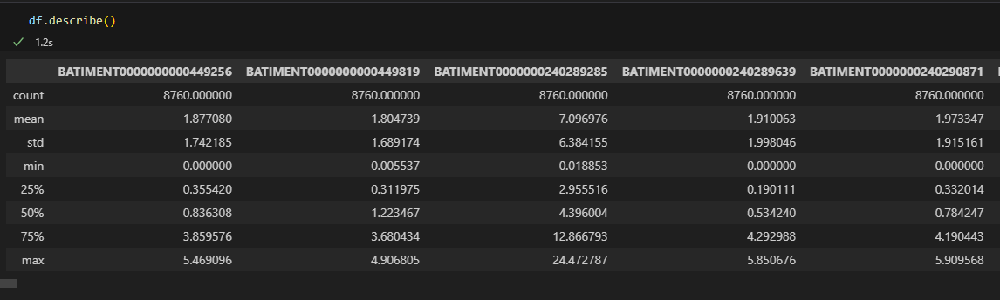 df.describe()
1.2s
BATIMENT0000000000449256 BATIMENT0000000000449819 BATIMENT0000000240289285 BATIMENT0000000240289639 BATIMENT0000000240290871
count 8760.000000 8760.000000 8760.000000 8760.000000 8760.000000
mean 1.877080 1.804739 7.096976 1.910063 1.973347
std 1.742185 1.689174 6.384155 1.998046 1.915161
min 0.000000 0.005537 0.018853 0.000000 0.000000
25% 0.355420 0.311975 2.955516 0.190111 0.332014
50% 0.836308 1.223467 4.396004 0.534240 0.784247
75% 3.859576 3.680434 12.866793 4.292988 4.190443
max 5.469096 4.906805 24.472787 5.850676 5.909568